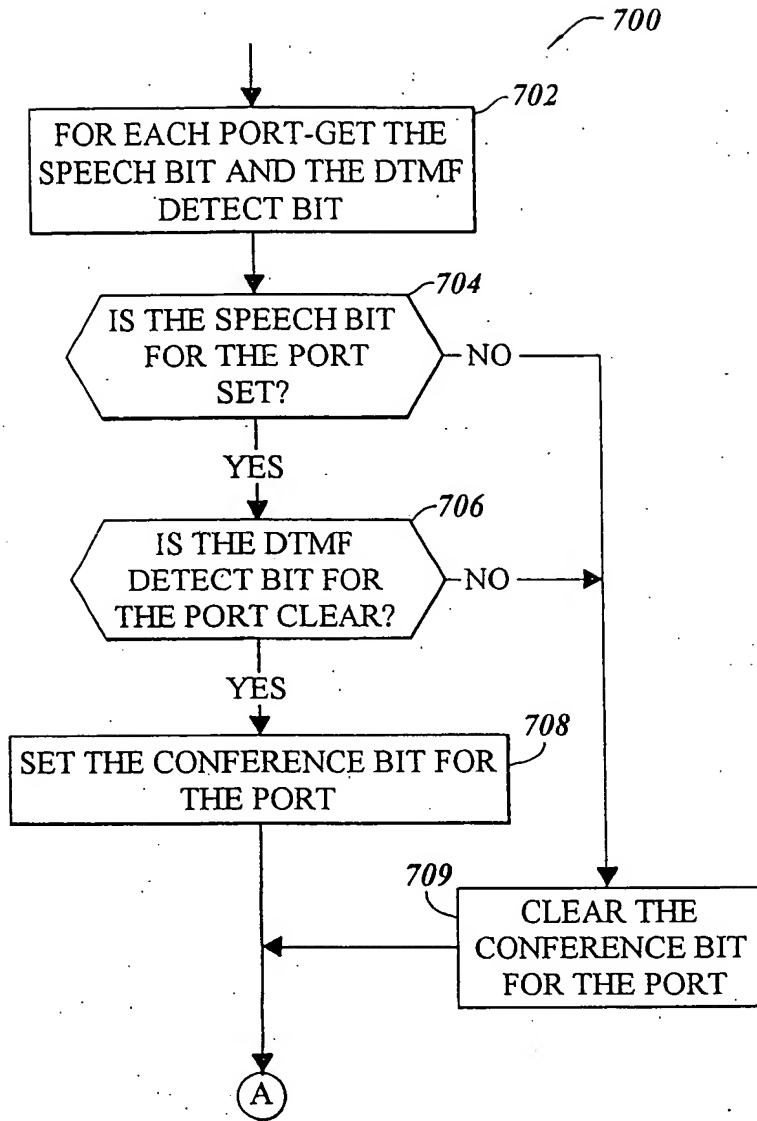 700
702
FOR EACH PORT-GET THE
SPEECH BIT AND THE DTMF
DETECT BIT
704
IS THE SPEECH BIT
FOR THE PORT
SET?
NO
YES
706
IS THE DTMF
DETECT BIT FOR
THE PORT CLEAR?
NO
YES
708
SET THE CONFERENCE BIT FOR
THE PORT
709
CLEAR THE
CONFERENCE BIT
FOR THE PORT
A